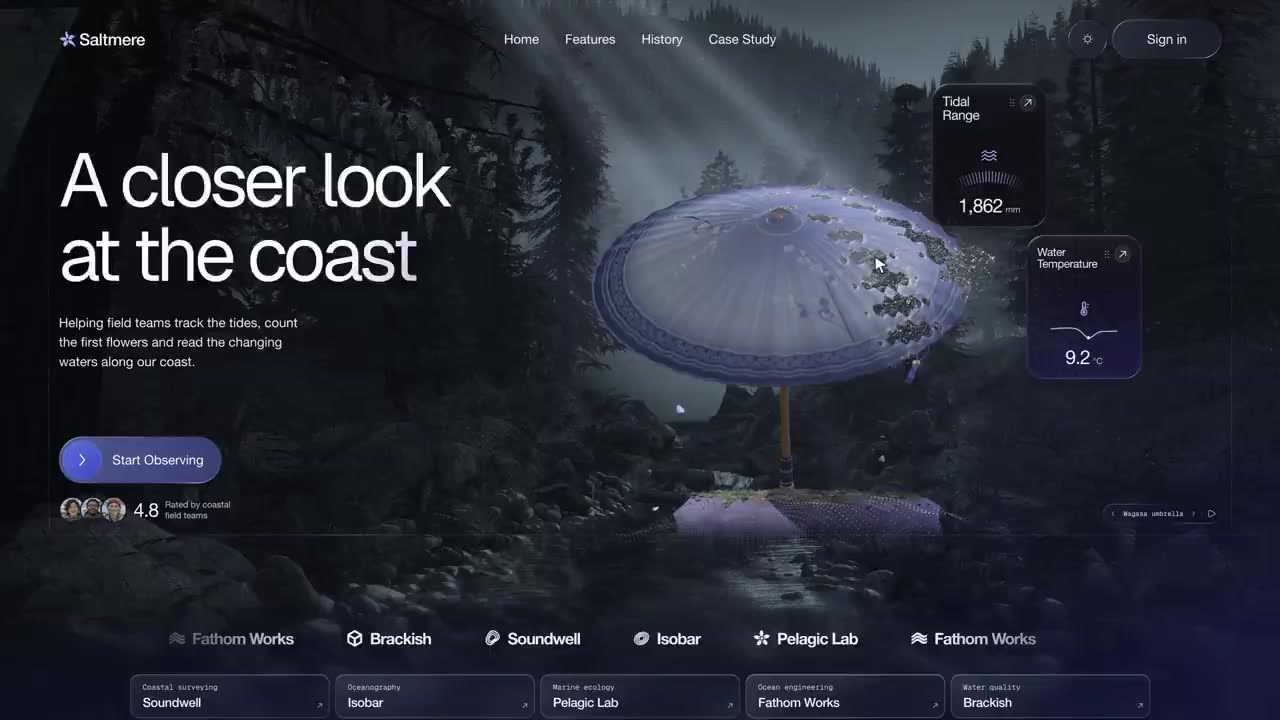 Saltmere
Home
Features
History
Case Study
Sign in
A closer look
at the coast
Helping field teams track the tides, count
the first flowers and read the changing
waters along our coast.
Start Observing
4.8
Rated by coastal
field teams
Tidal
Range
1,862 mm
Water
Temperature
9.2 °C
Wagasa umbrella
Fathom Works
Brackish
Soundwell
Isobar
Pelagic Lab
Fathom Works
Coastal surveying
Soundwell
Oceanography
Isobar
Marine ecology
Pelagic Lab
Ocean engineering
Fathom Works
Water quality
Brackish